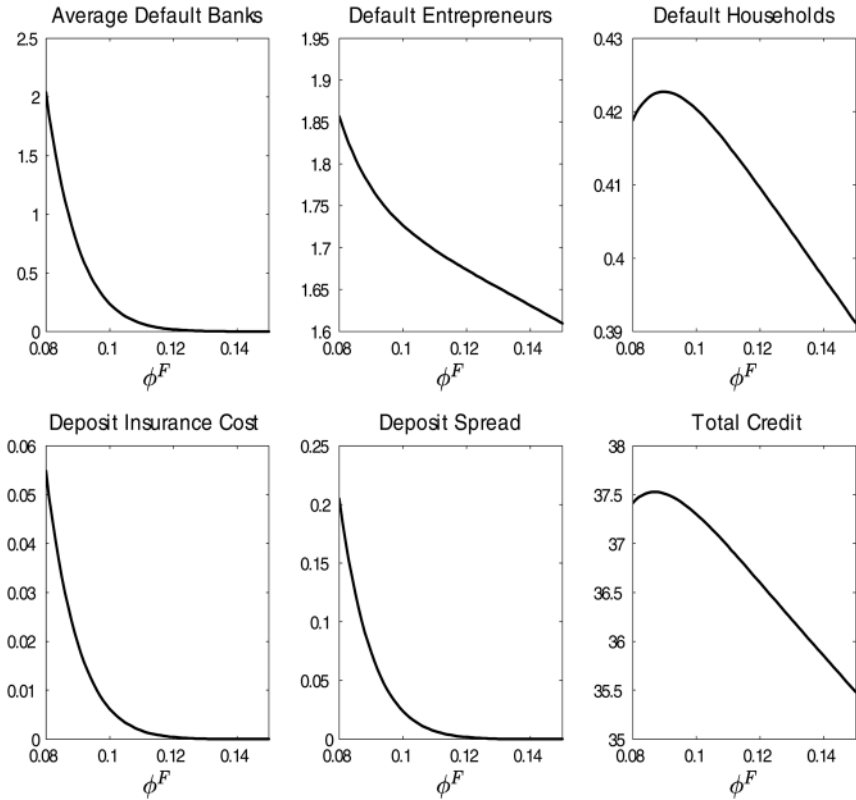 Average Default Banks
2.5
2
1.5
1
0.5
0
0.08 0.1 0.12 0.14
ϕ^F
Default Entrepreneurs
1.95
1.9
1.85
1.8
1.75
1.7
1.65
1.6
0.08 0.1 0.12 0.14
ϕ^F
Default Households
0.43
0.42
0.41
0.4
0.39
0.08 0.1 0.12 0.14
ϕ^F
Deposit Insurance Cost
0.06
0.05
0.04
0.03
0.02
0.01
0
0.08 0.1 0.12 0.14
ϕ^F
Deposit Spread
0.25
0.2
0.15
0.1
0.05
0
0.08 0.1 0.12 0.14
ϕ^F
Total Credit
38
37.5
37
36.5
36
35.5
35
0.08 0.1 0.12 0.14
ϕ^F